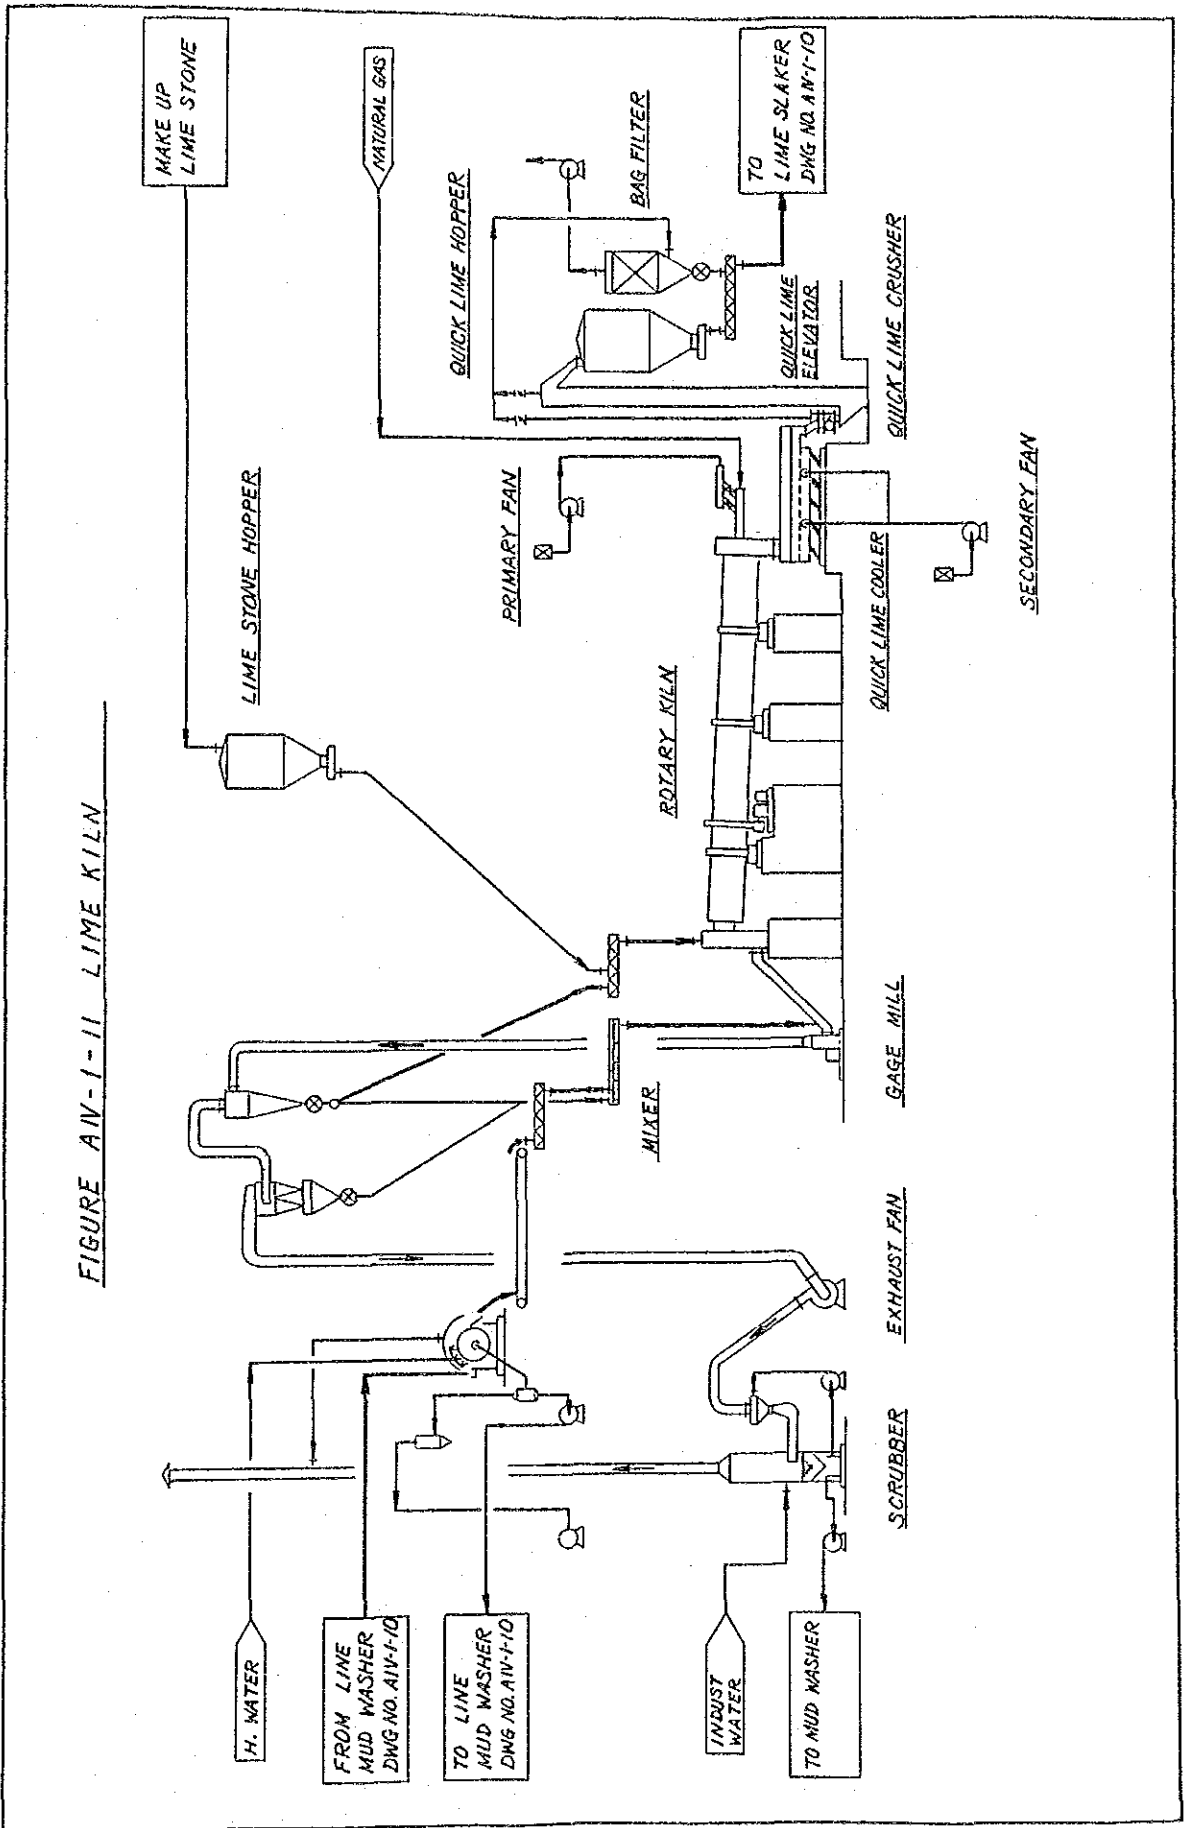 FIGURE AIV-1-11 LIME KILN
MAKE UP
LIME STONE
NATURAL GAS
LIME STONE HOPPER
QUICK LIME HOPPER
BAG FILTER
PRIMARY FAN
TO
LIME SLAKER
DWG NO. AIV-1-10
QUICK LIME
ELEVATOR
QUICK LIME CRUSHER
ROTARY KILN
QUICK LIME COOLER
SECONDARY FAN
MIXER
GAGE MILL
EXHAUST FAN
SCRUBBER
H. WATER
FROM LINE
MUD WASHER
DWG NO. AIV-1-10
TO LINE
MUD WASHER
DWG NO. AIV-1-10
INDUST
WATER
TO MUD WASHER